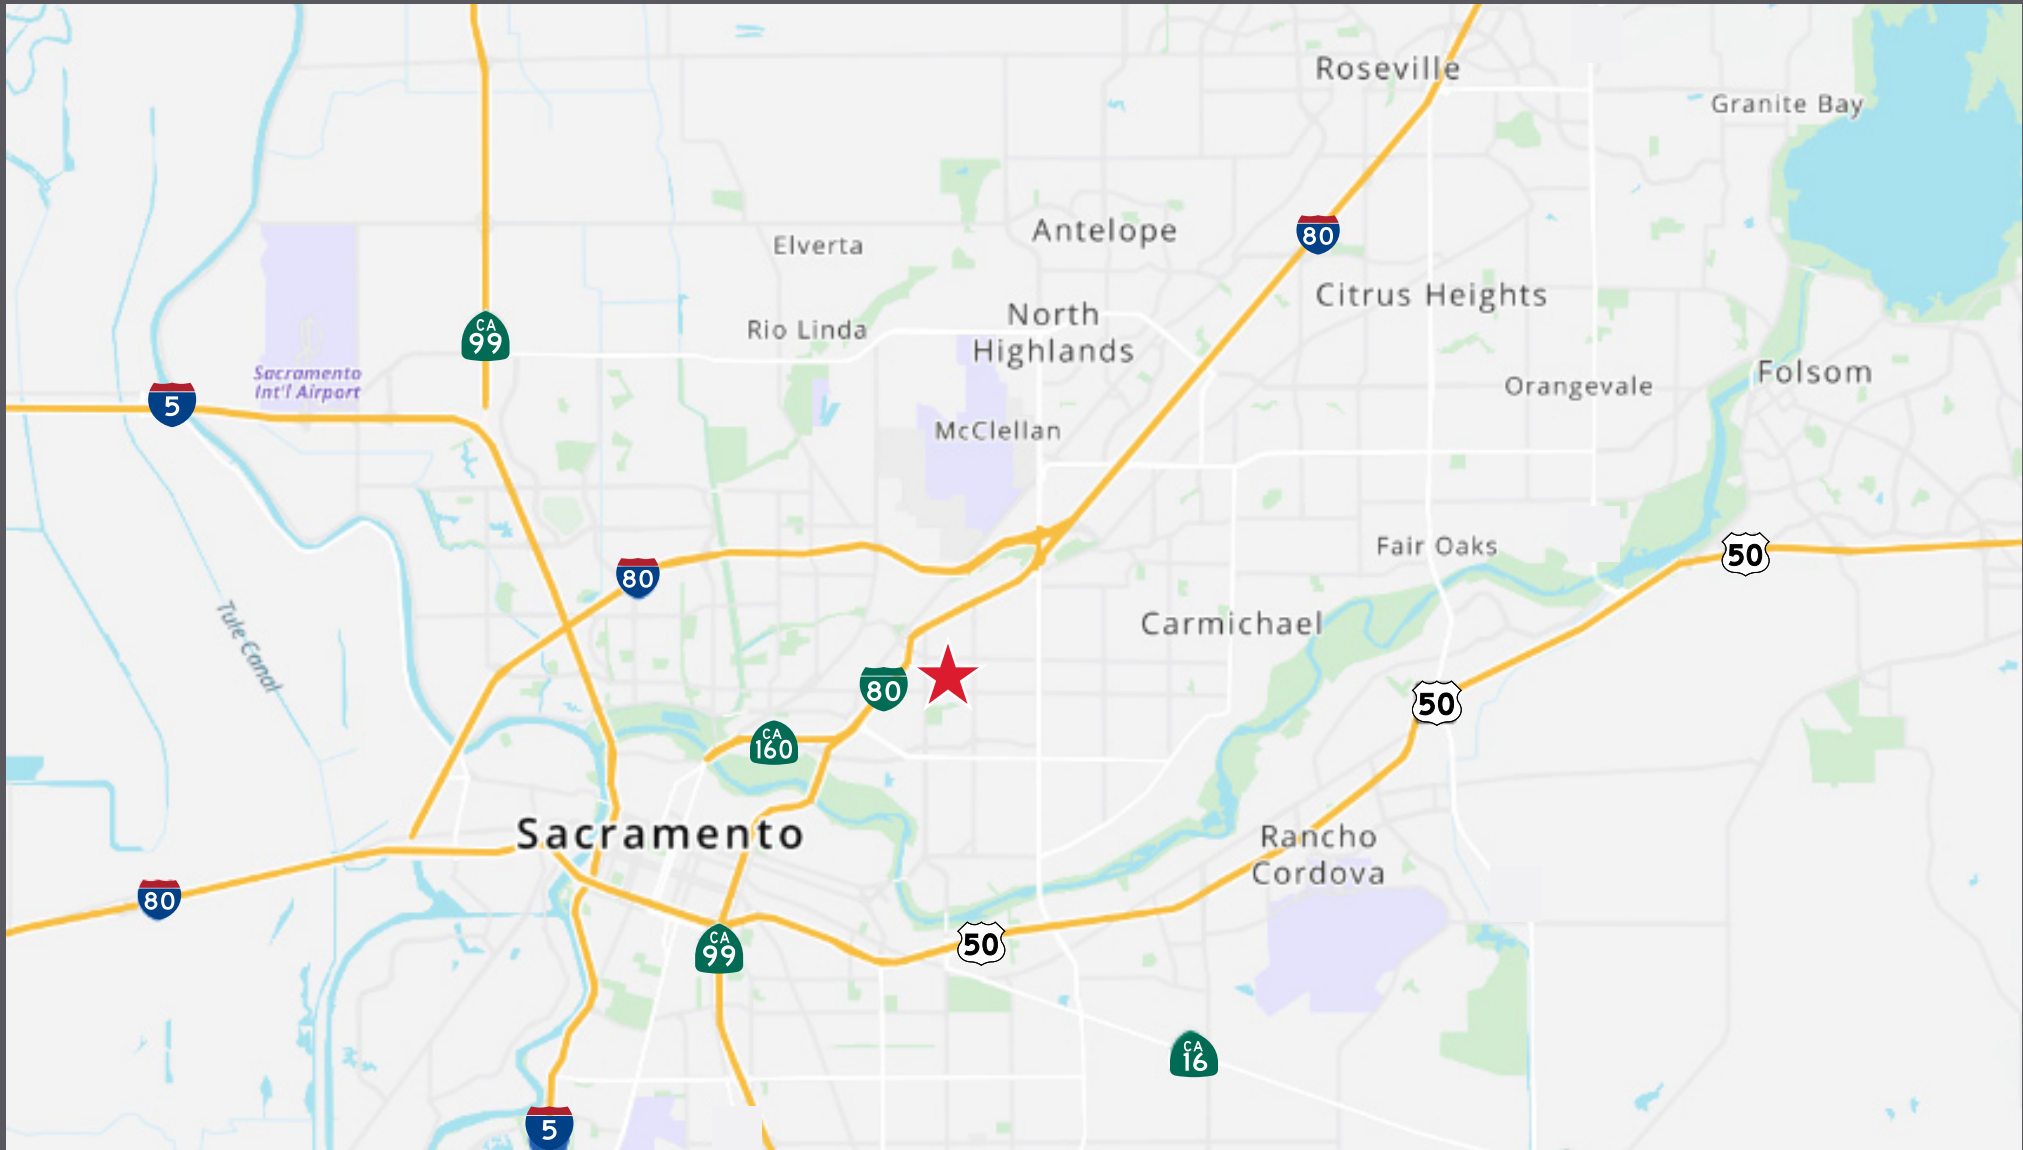 Roseville
Granite Bay
Antelope
80
Elverta
Citrus Heights
North
Highlands
Rio Linda
CA
99
Sacramento
Int'l Airport
Folsom
Orangevale
5
McClellan
Fair Oaks
50
80
Carmichael
Tule Canal
80
50
CA
160
Sacramento
Rancho
Cordova
80
CA
99
50
CA
16
5